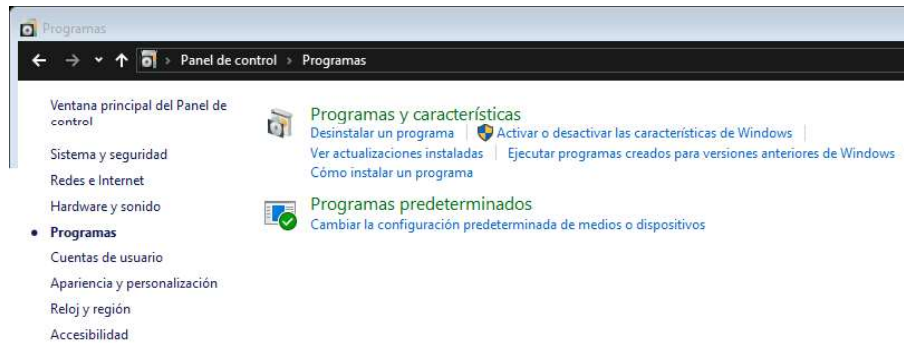 Programas
Panel de control › Programas
Ventana principal del Panel de
control
Sistema y seguridad
Redes e Internet
Hardware y sonido
Programas
Cuentas de usuario
Apariencia y personalización
Reloj y región
Accesibilidad
Programas y características
Desinstalar un programa | Activar o desactivar las características de Windows |
Ver actualizaciones instaladas | Ejecutar programas creados para versiones anteriores de Windows
Cómo instalar un programa
Programas predeterminados
Cambiar la configuración predeterminada de medios o dispositivos